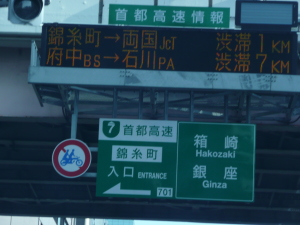 首都高速情報
錦糸町→両国JCT 渋滞1KM
府中BS→石川PA 渋滞7KM
7 首都高速
錦糸町
入口 ENTRANCE
701
箱崎
Hakozaki
銀座
Ginza